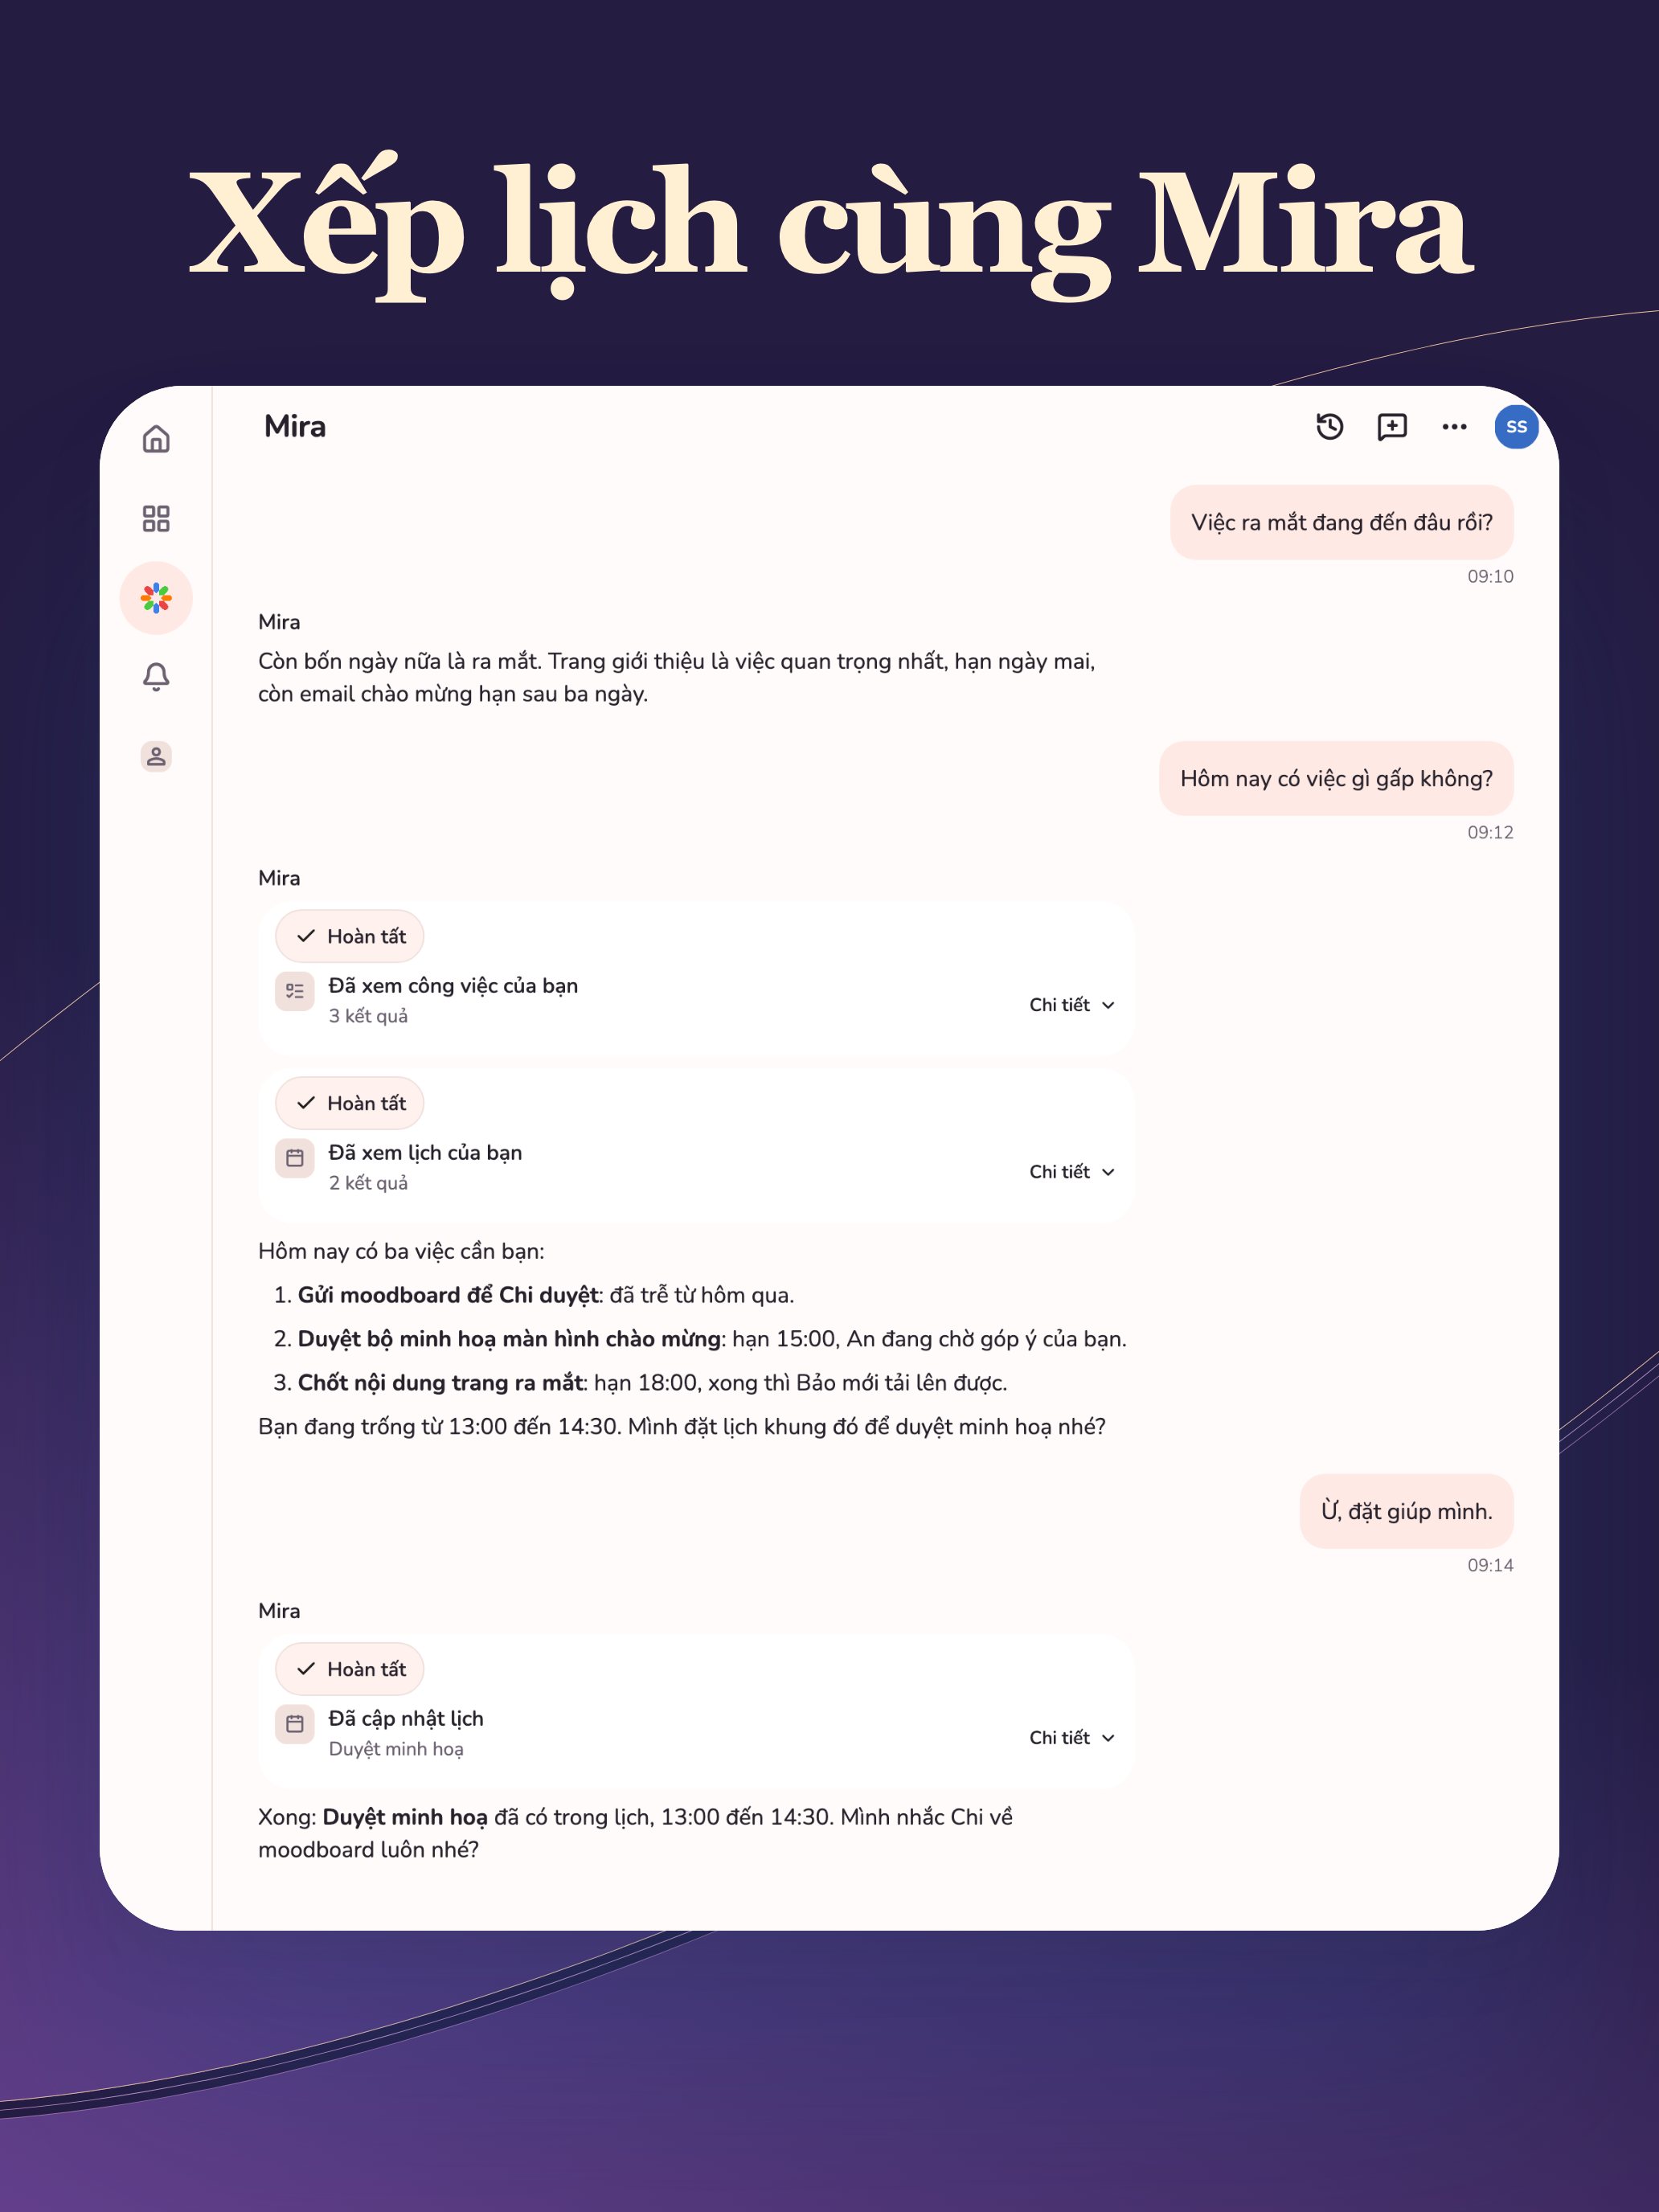 Xếp lịch cùng Mira
Mira
SS
Việc ra mắt đang đến đâu rồi?
09:10
Mira
Còn bốn ngày nữa là ra mắt. Trang giới thiệu là việc quan trọng nhất, hạn ngày mai,
còn email chào mừng hạn sau ba ngày.
Hôm nay có việc gì gấp không?
09:12
Mira
Hoàn tất
Đã xem công việc của bạn
3 kết quả
Chi tiết
Hoàn tất
Đã xem lịch của bạn
2 kết quả
Chi tiết
Hôm nay có ba việc cần bạn:
1. Gửi moodboard để Chi duyệt: đã trễ từ hôm qua.
2. Duyệt bộ minh hoạ màn hình chào mừng: hạn 15:00, An đang chờ góp ý của bạn.
3. Chốt nội dung trang ra mắt: hạn 18:00, xong thì Bảo mới tải lên được.
Bạn đang trống từ 13:00 đến 14:30. Mình đặt lịch khung đó để duyệt minh hoạ nhé?
Ừ, đặt giúp mình.
09:14
Mira
Hoàn tất
Đã cập nhật lịch
Duyệt minh hoạ
Chi tiết
Xong: Duyệt minh hoạ đã có trong lịch, 13:00 đến 14:30. Mình nhắc Chi về
moodboard luôn nhé?